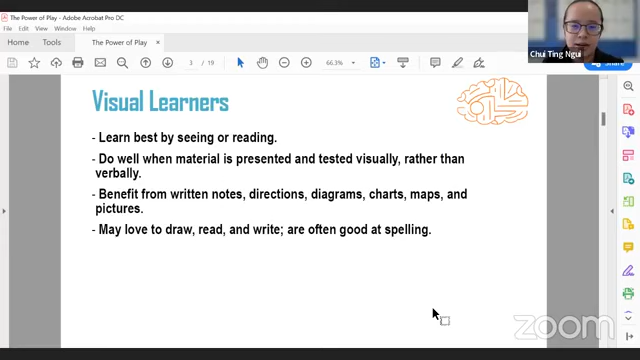 The Power of Play - Adobe Acrobat Pro DC
File Edit View Window Help
Home Tools The Power of Play ×
3 / 19 66.3% Share
Chui Ting Ngui
Visual Learners
- Learn best by seeing or reading.
- Do well when material is presented and tested visually, rather than
verbally.
- Benefit from written notes, directions, diagrams, charts, maps, and
pictures.
- May love to draw, read, and write; are often good at spelling.
zoom